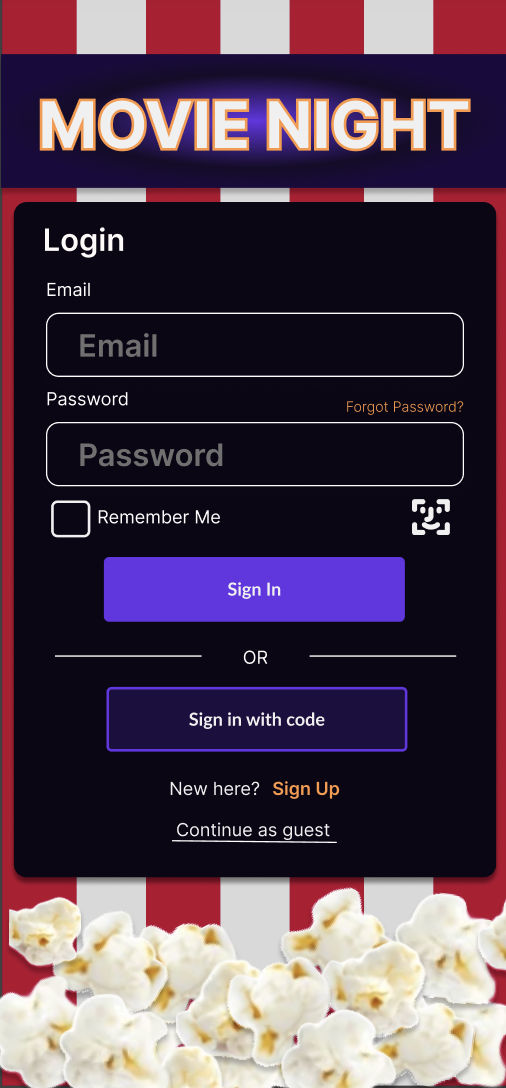 MOVIE NIGHT
Login
Email
Email
Password
Forgot Password?
Password
Remember Me
Sign In
OR
Sign in with code
New here? Sign Up
Continue as guest